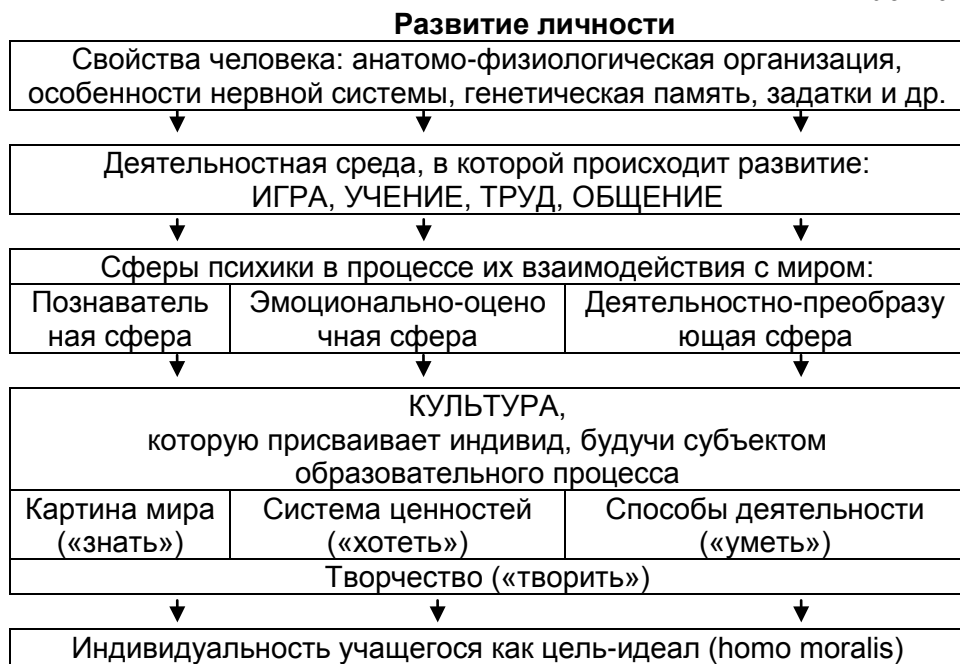 Развитие личности
Свойства человека: анатомо-физиологическая организация,
особенности нервной системы, генетическая память, задатки и др.
Деятельностная среда, в которой происходит развитие:
ИГРА, УЧЕНИЕ, ТРУД, ОБЩЕНИЕ
Сферы психики в процессе их взаимодействия с миром:
Познаватель
ная сфера
Эмоционально-оцено
чная сфера
Деятельностно-преобразу
ющая сфера
КУЛЬТУРА,
которую присваивает индивид, будучи субъектом
образовательного процесса
Картина мира
(«знать»)
Система ценностей
(«хотеть»)
Способы деятельности
(«уметь»)
Творчество («творить»)
Индивидуальность учащегося как цель-идеал (homo moralis)